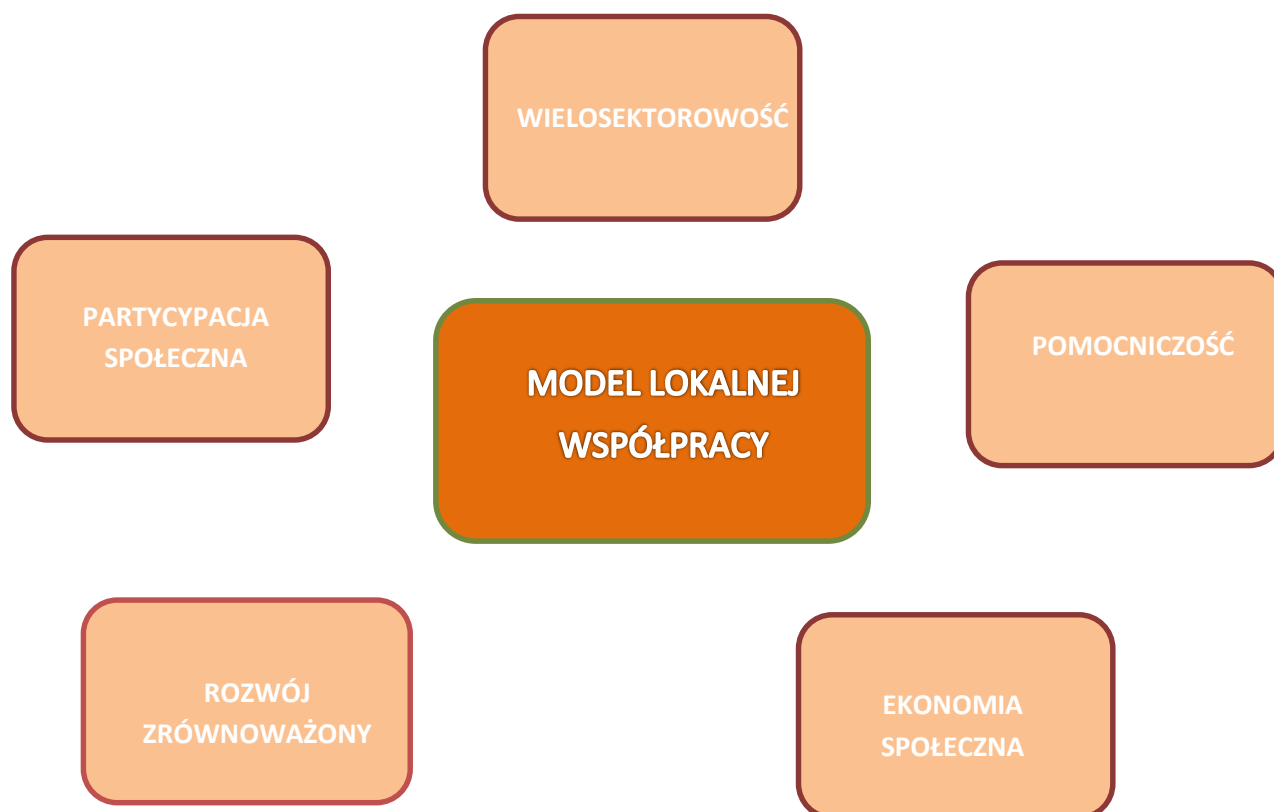 WIELOSEKTOROWOŚĆ
PARTYCYPACJA
SPOŁECZNA
POMOCNICZOŚĆ
MODEL LOKALNEJ
WSPÓŁPRACY
ROZWÓJ
ZRÓWNOWAŻONY
EKONOMIA
SPOŁECZNA